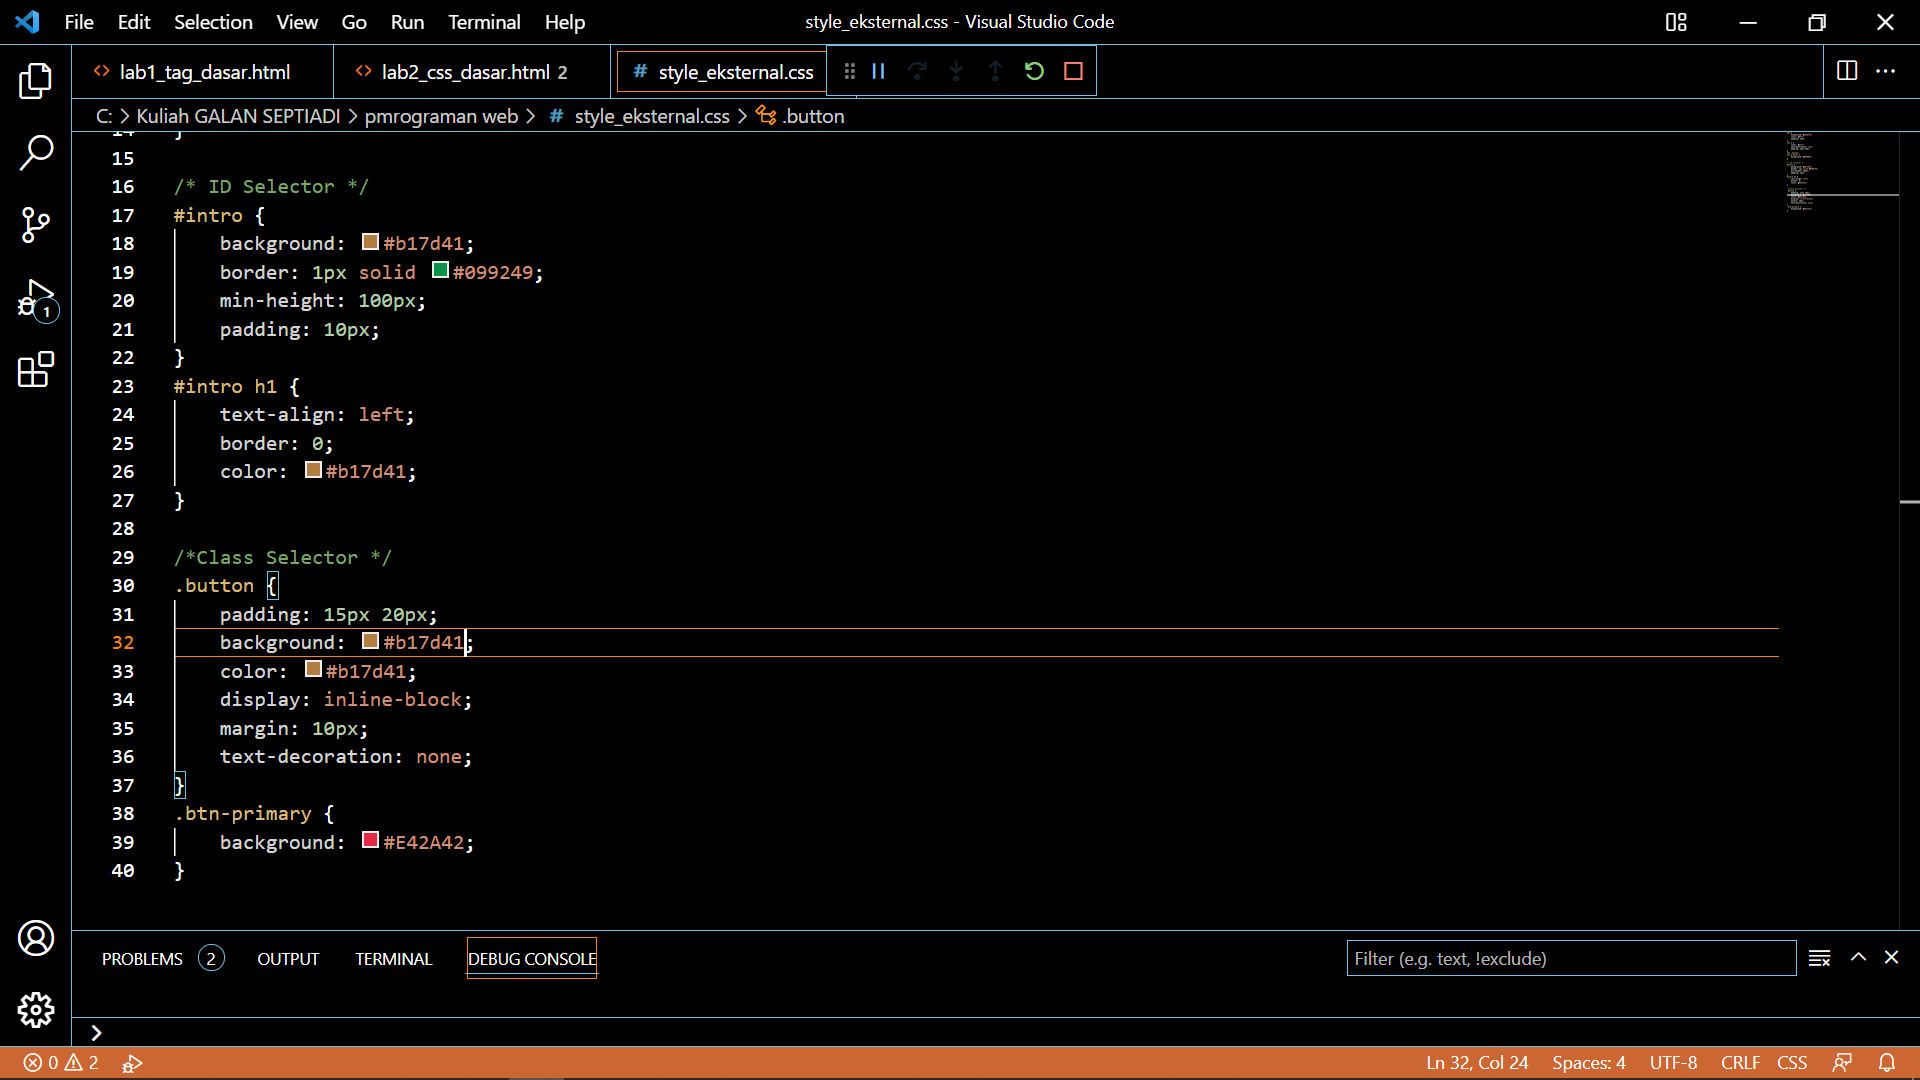 File Edit Selection View Go Run Terminal Help style_eksternal.css - Visual Studio Code
lab1_tag_dasar.html lab2_css_dasar.html 2 # style_eksternal.css
C: > Kuliah GALAN SEPTIADI > pmrograman web > # style_eksternal.css > .button
14 }
15
16 /* ID Selector */
17 #intro {
18 background: #b17d41;
19 border: 1px solid #099249;
20 min-height: 100px;
21 padding: 10px;
22 }
23 #intro h1 {
24 text-align: left;
25 border: 0;
26 color: #b17d41;
27 }
28
29 /*Class Selector */
30 .button {
31 padding: 15px 20px;
32 background: #b17d41;
33 color: #b17d41;
34 display: inline-block;
35 margin: 10px;
36 text-decoration: none;
37 }
38 .btn-primary {
39 background: #E42A42;
40 }
1
PROBLEMS 2 OUTPUT TERMINAL DEBUG CONSOLE Filter (e.g. text, !exclude)
>
0 2 Ln 32, Col 24 Spaces: 4 UTF-8 CRLF CSS